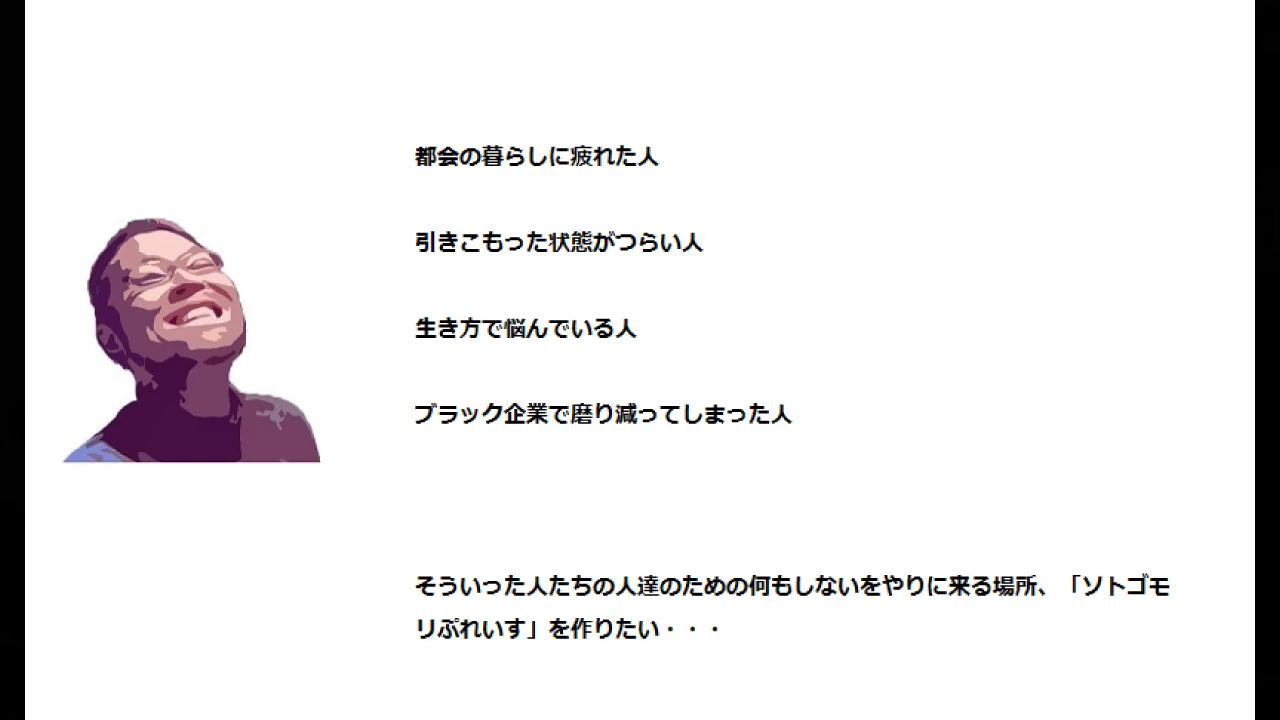 都会の暮らしに疲れた人
引きこもった状態がつらい人
生き方で悩んでいる人
ブラック企業で磨り減ってしまった人
そういった人たちの人達のための何もしないをやりに来る場所、「ソトゴモ
リぷれいす」を作りたい・・・